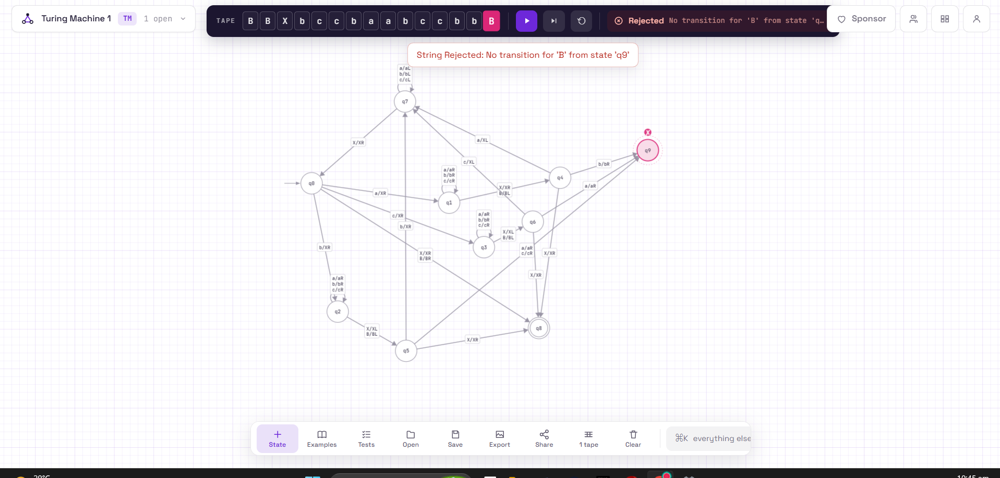 Turing Machine 1 TM 1 open
TAPE B B X b c c b a a b c c b b B
Rejected No transition for 'B' from state 'q…
Sponsor
String Rejected: No transition for 'B' from state 'q9'
a/aL
b/bL
c/cL
q7
X
q9
X/XR
a/XL
c/XL
b/bR
a/aR
b/bR
c/cR
q4
q0
X/XR
B/BL
a/aR
a/XR
q1
c/XR
a/aR
b/bR
c/cR
q6
b/XR
X/XL
B/BL
b/XR
q3
a/aR
c/cR
X/XR
X/XR
B/BR
X/XR
a/aR
b/bR
c/cR
q2
X/XL
B/BL
q8
X/XR
q5
State
Examples
Tests
Open
Save
Export
Share
1 tape
Clear
⌘K everything else
10:45 am